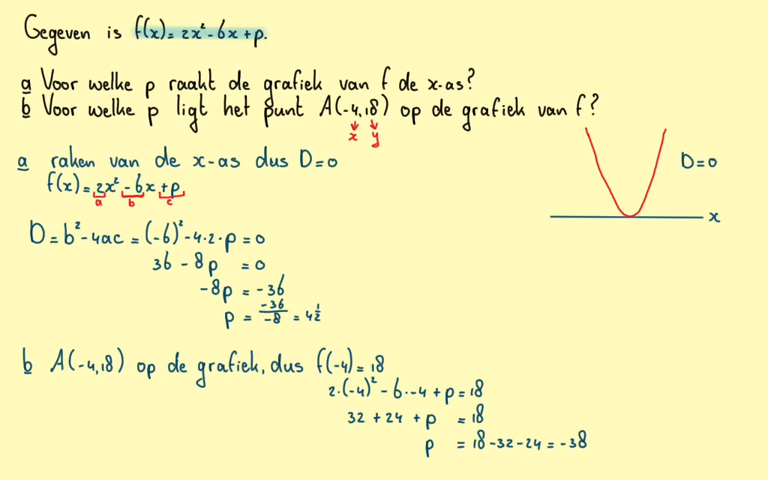 Gegeven is f(x)= 2x² - 6x + p.
a Voor welke p raakt de grafiek van f de x-as?
b Voor welke p ligt het punt A(-4,18) op de grafiek van f?
x y
a raken van de x-as dus D=0
D=0
f(x)= 2x² - 6x + p
a b c
x
D = b² - 4ac = (-6)² - 4·2·p = 0
36 - 8p = 0
-8p = -36
p = -36/-8 = 4½
b A(-4,18) op de grafiek, dus f(-4) = 18
2·(-4)² - 6·-4 + p = 18
32 + 24 + p = 18
p = 18 - 32 - 24 = -38